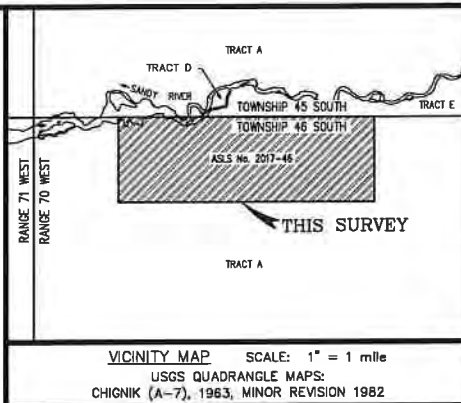 TRACT A
TRACT D
SANDY RIVER
TOWNSHIP 45 SOUTH
TRACT E
TOWNSHIP 46 SOUTH
RANGE 71 WEST
RANGE 70 WEST
ASLS No. 2017-46
THIS SURVEY
TRACT A
VICINITY MAP SCALE: 1" = 1 mile
USGS QUADRANGLE MAPS:
CHIGNIK (A-7), 1963, MINOR REVISION 1982